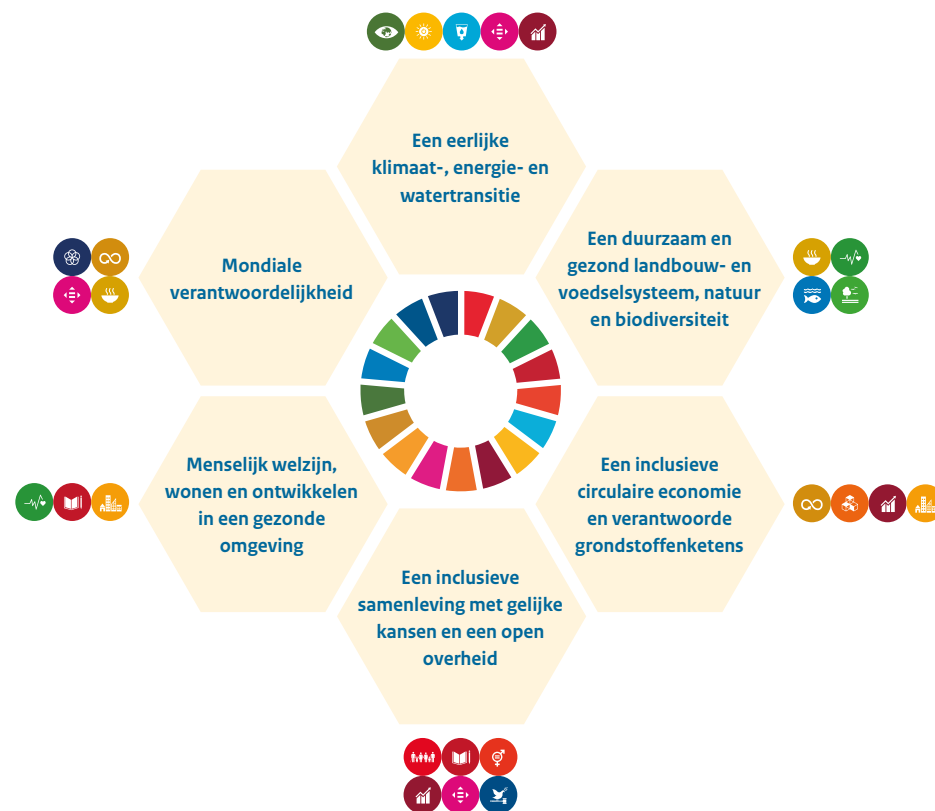 Een eerlijke
klimaat-, energie- en
watertransitie
Een duurzaam en
gezond landbouw- en
voedselsysteem, natuur
en biodiversiteit
Mondiale
verantwoordelijkheid
Menselijk welzijn,
wonen en ontwikkelen
in een gezonde
omgeving
Een inclusieve
circulaire economie
en verantwoorde
grondstoffenketens
Een inclusieve
samenleving met gelijke
kansen en een open
overheid